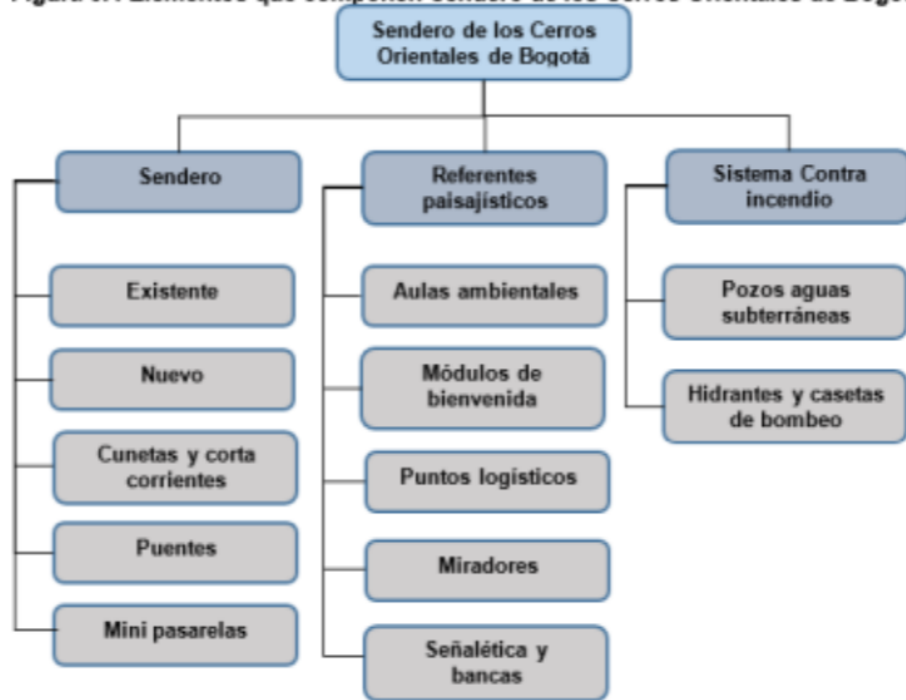 Sendero de los Cerros
Orientales de Bogotá
Sendero
Existente
Nuevo
Cunetas y corta
corrientes
Puentes
Mini pasarelas
Referentes
paisajísticos
Aulas ambientales
Módulos de
bienvenida
Puntos logísticos
Miradores
Señalética y
bancas
Sistema Contra
incendio
Pozos aguas
subterráneas
Hidrantes y casetas
de bombeo